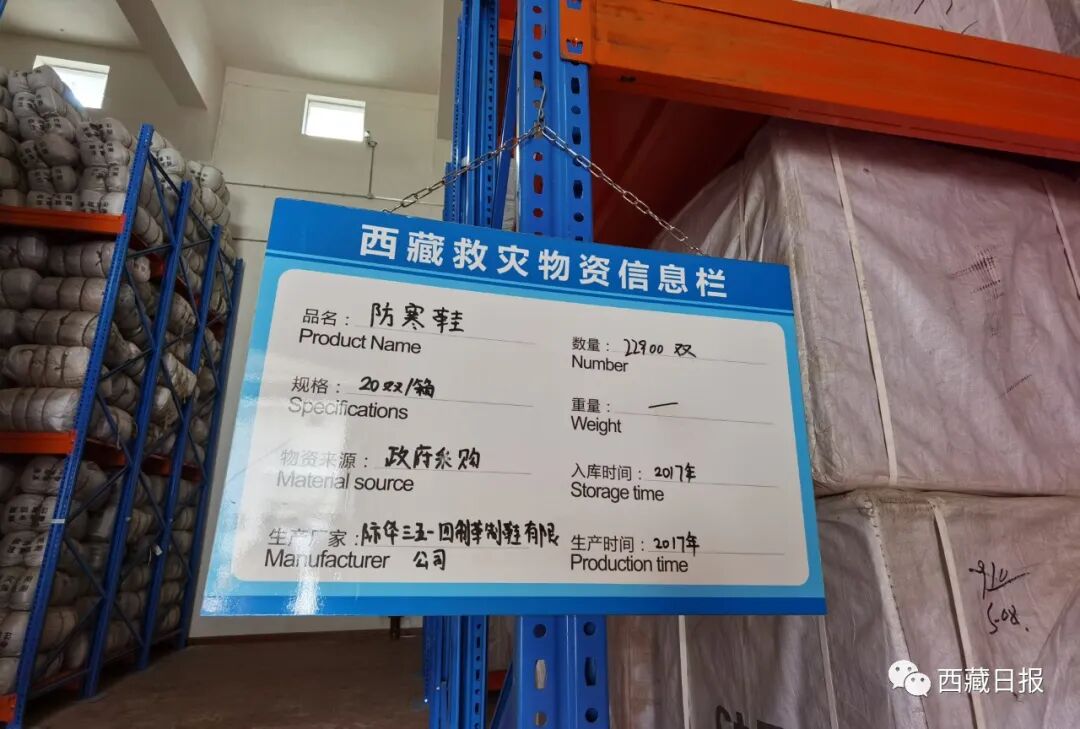 西藏救灾物资信息栏
品名：防寒鞋
Product Name
数量：22900 双
Number
规格：20双/箱
Specifications
重量：一
Weight
物资来源：政府采购
Material source
入库时间：2017年
Storage time
生产厂家：际华三五一四制革制鞋有限
Manufacturer 公司
生产时间：2017年
Production time
508.
西藏日报